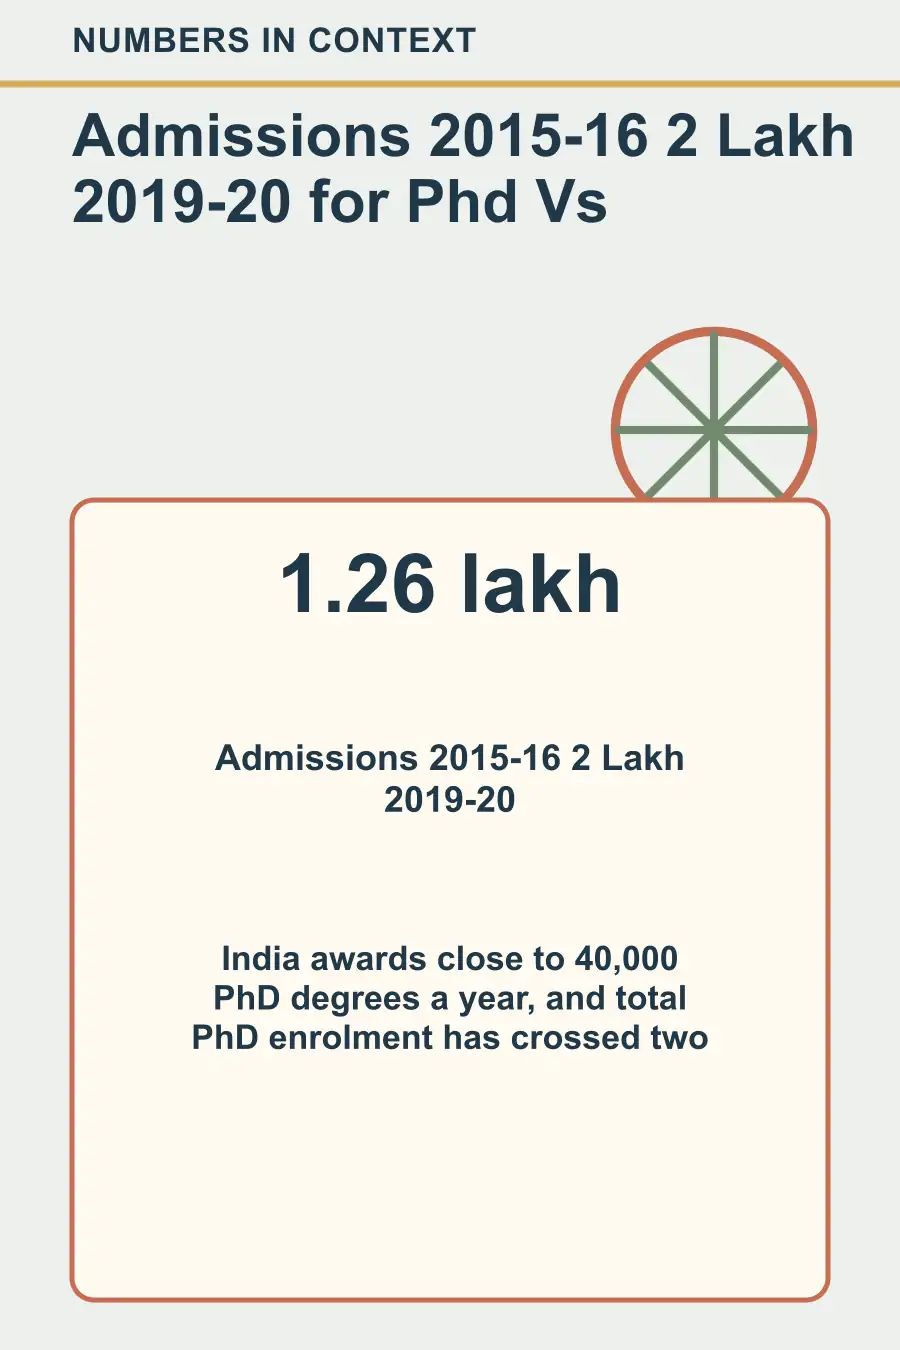 NUMBERS IN CONTEXT
Admissions 2015-16 2 Lakh
2019-20 for Phd Vs
1.26 lakh
Admissions 2015-16 2 Lakh
2019-20
India awards close to 40,000
PhD degrees a year, and total
PhD enrolment has crossed two